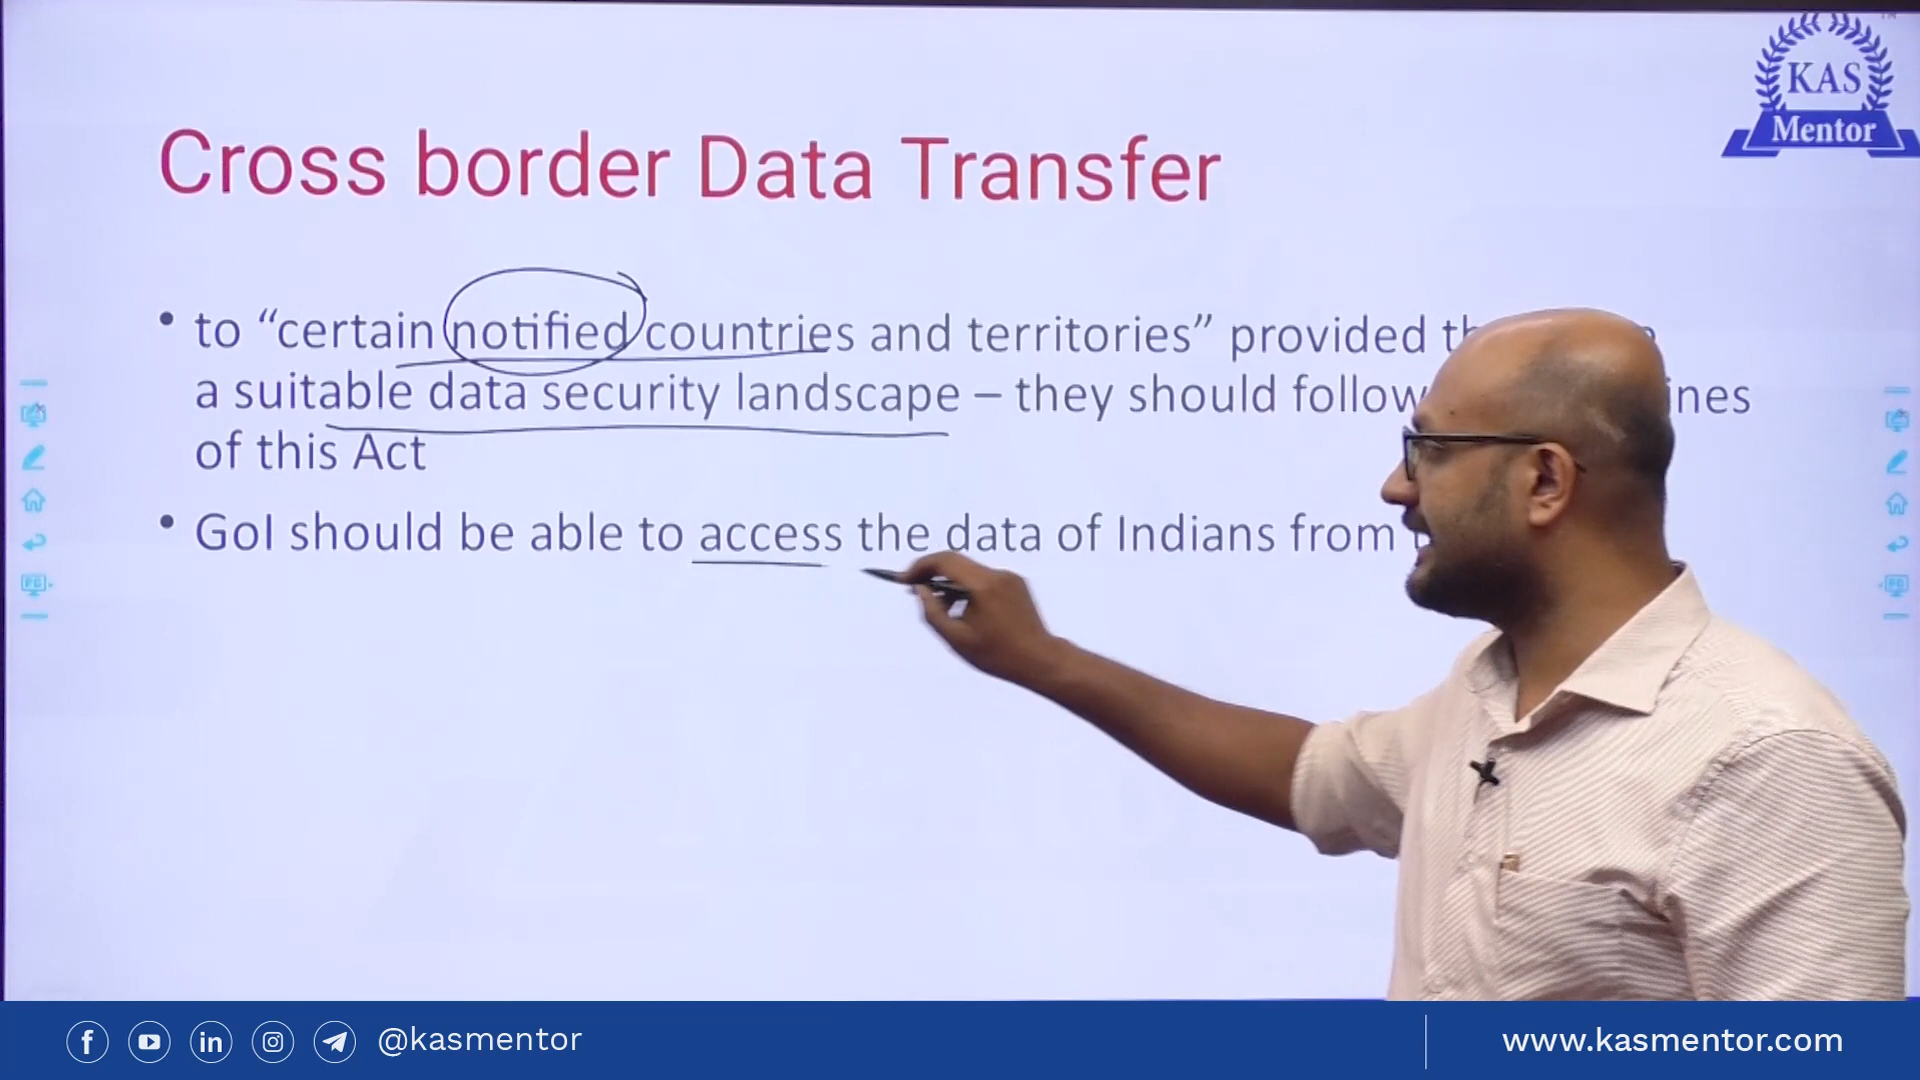 TM
KAS
Mentor
Cross border Data Transfer
• to “certain notified countries and territories” provided
a suitable data security landscape – they should follow
of this Act
• GoI should be able to access the data of Indians from
@kasmentor
www.kasmentor.com